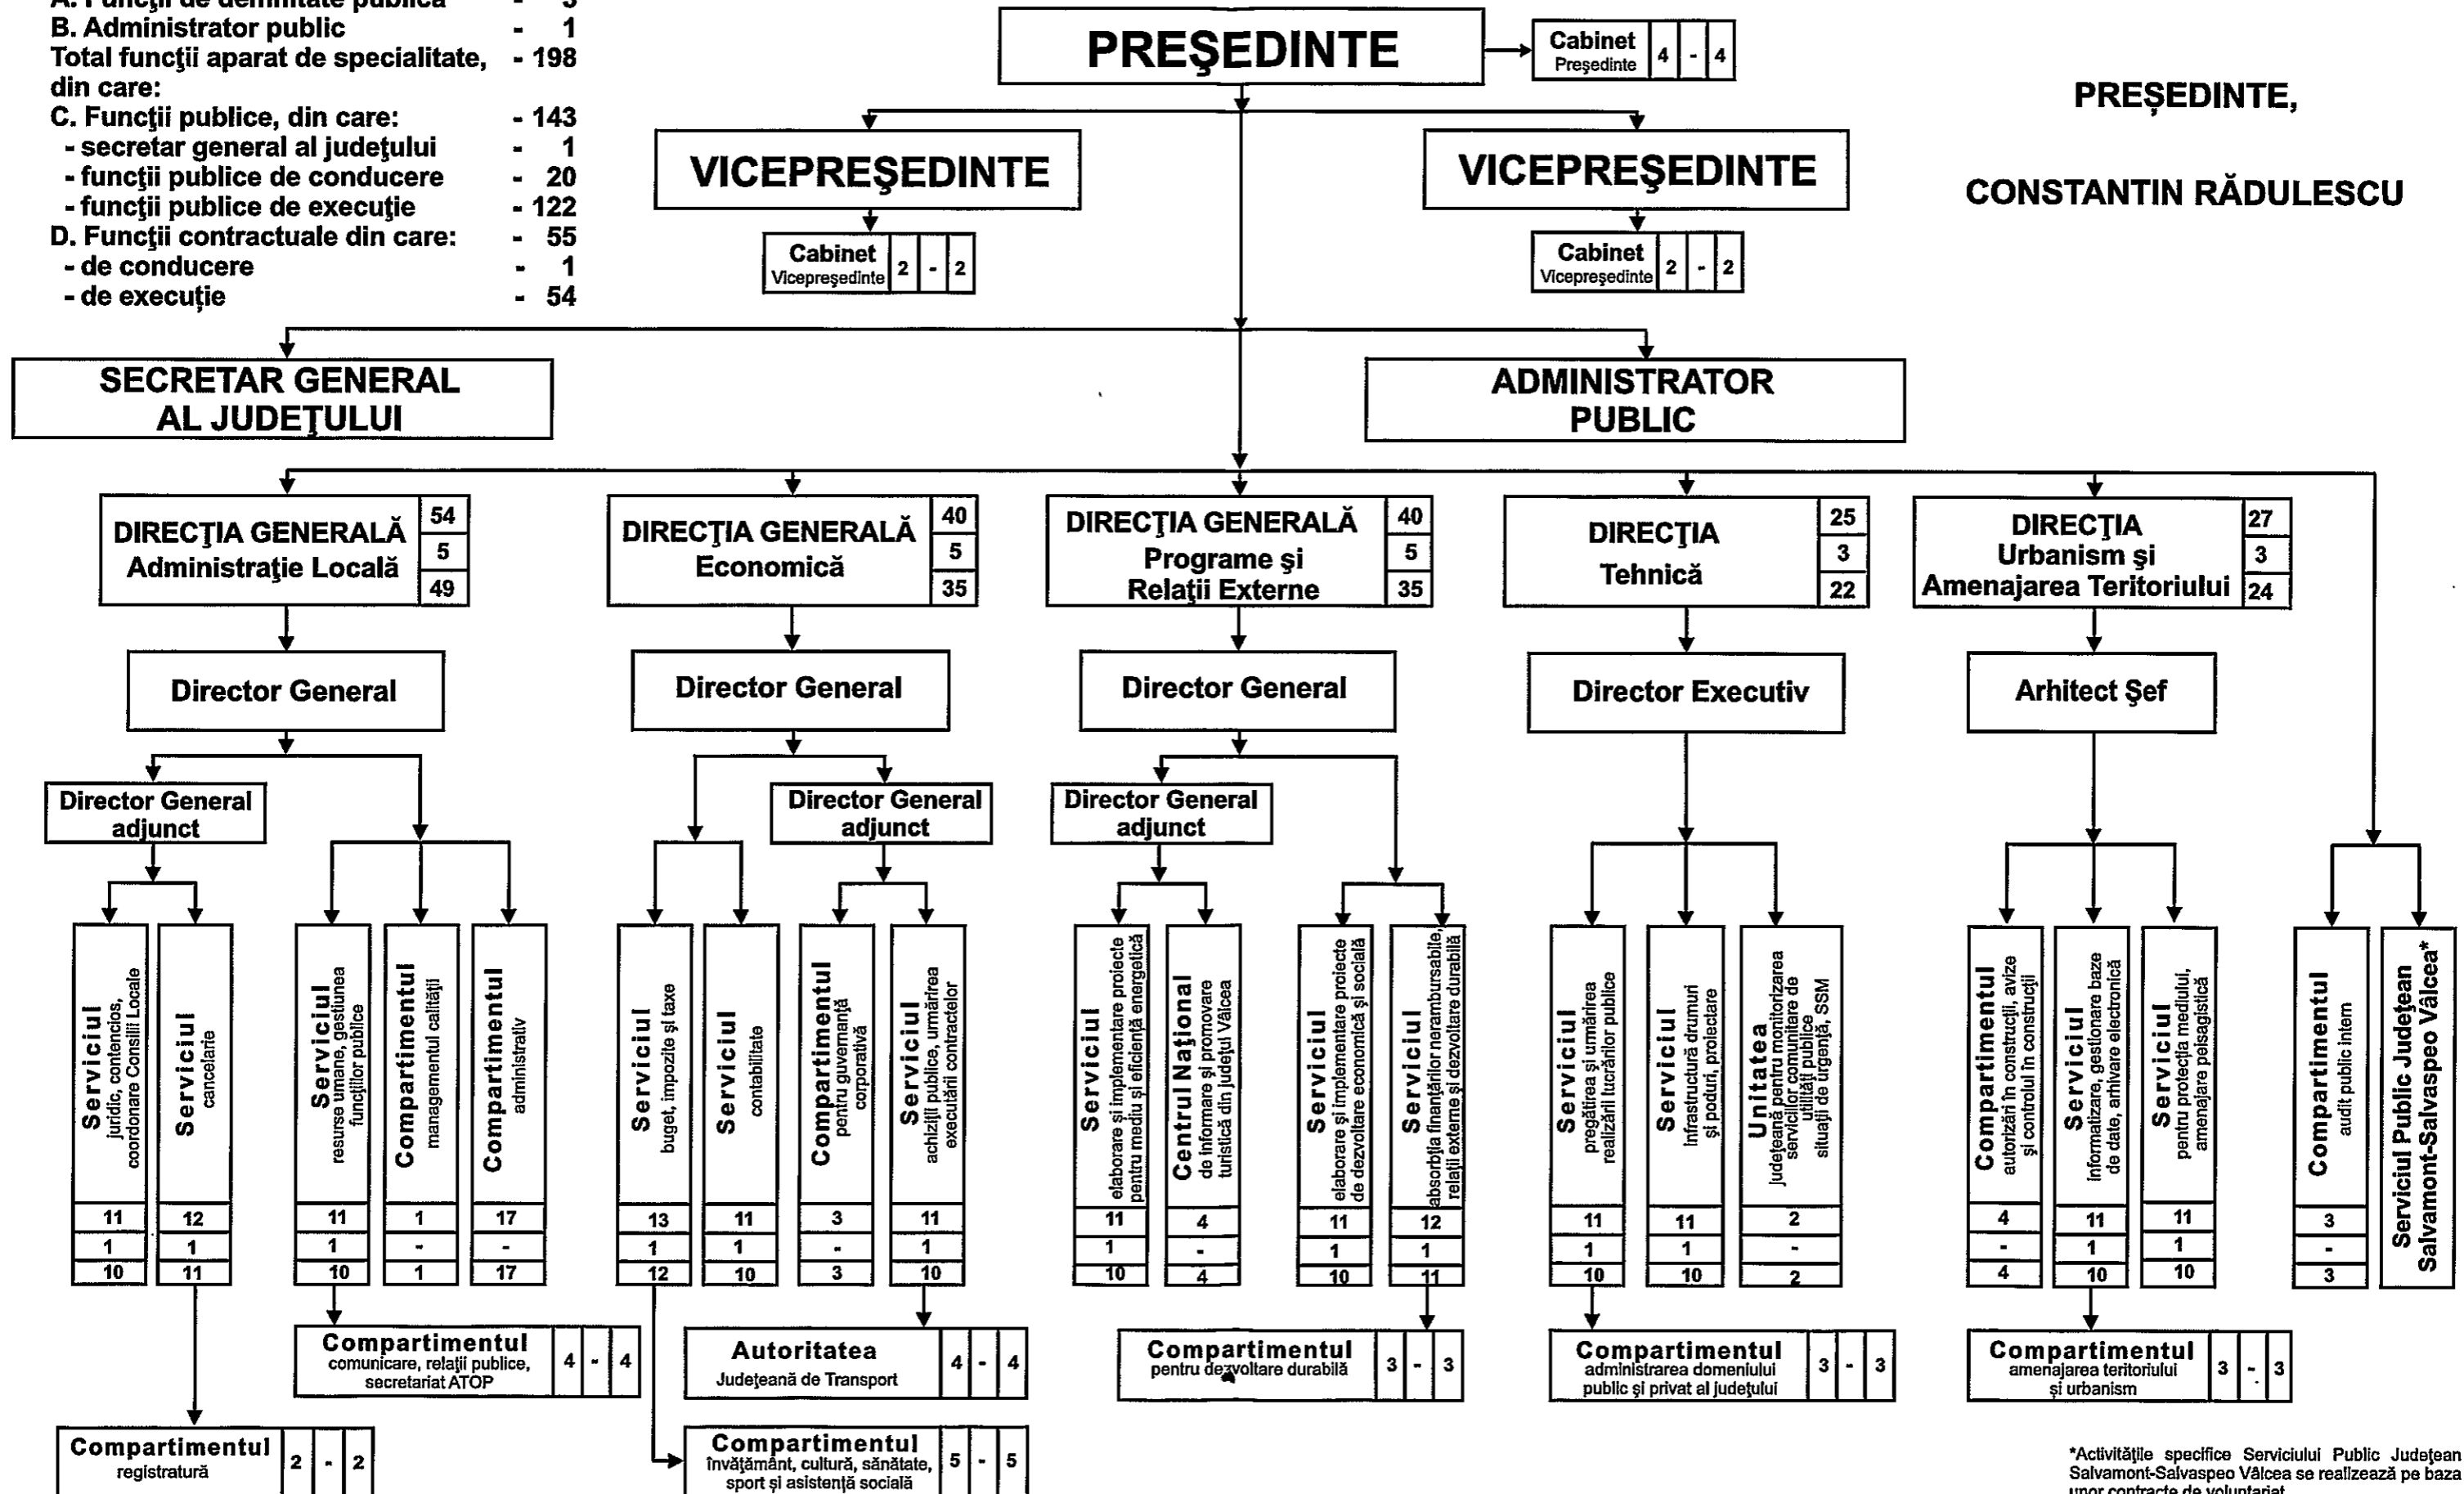 A. Funcţii de demnitate publică - 3
B. Administrator public - 1
Total funcţii aparat de specialitate, - 198
din care:
C. Funcţii publice, din care: - 143
- secretar general al judeţului - 1
- funcţii publice de conducere - 20
- funcţii publice de execuţie - 122
D. Funcţii contractuale din care: - 55
- de conducere - 1
- de execuție - 54
PREŞEDINTE
Cabinet
Preşedinte
4 - 4
PREȘEDINTE,
CONSTANTIN RĂDULESCU
VICEPREŞEDINTE
VICEPREŞEDINTE
Cabinet
Vicepreşedinte
2 - 2
Cabinet
Vicepreşedinte
2 - 2
SECRETAR GENERAL
AL JUDEŢULUI
ADMINISTRATOR
PUBLIC
DIRECŢIA GENERALĂ
Administraţie Locală
54
5
49
DIRECŢIA GENERALĂ
Economică
40
5
35
DIRECŢIA GENERALĂ
Programe şi
Relaţii Externe
40
5
35
DIRECŢIA
Tehnică
25
3
22
DIRECŢIA
Urbanism şi
Amenajarea Teritoriului
27
3
24
Director General
Director General
Director General
Director Executiv
Arhitect Şef
Director General
adjunct
Director General
adjunct
Director General
adjunct
Serviciul
juridic, contencios,
coordonare Consilii Locale
11
1
10
Serviciul
cancelarie
12
1
11
Serviciul
resurse umane, gestiunea
funcţiilor publice
11
1
10
Compartimentul
managementul calităţii
1
-
1
Compartimentul
administrativ
17
-
17
Serviciul
buget, impozite şi taxe
13
1
12
Serviciul
contabilitate
11
1
10
Compartimentul
pentru guvernanţă
corporativă
3
-
3
Serviciul
achiziţii publice, urmărirea
executării contractelor
11
1
10
Serviciul
elaborare şi implementare proiecte
pentru mediu şi eficienţă energetică
11
1
10
Centrul Naţional
de informare şi promovare
turistică din judeţul Vâlcea
4
-
4
Serviciul
elaborare şi implementare proiecte
de dezvoltare economică şi socială
11
1
10
Serviciul
absorbţia finanţărilor nerambursabile,
relaţii externe şi dezvoltare durabilă
12
1
11
Serviciul
pregătirea şi urmărirea
realizării lucrărilor publice
11
1
10
Serviciul
Infrastructură drumuri
şi poduri, proiectare
11
1
10
Unitatea
judeţeană pentru monitorizarea
serviciilor comunitare de
utilităţi publice
situaţii de urgenţă, SSM
2
-
2
Compartimentul
autorizări în construcţii, avize
şi controlul în construcţii
4
-
4
Serviciul
informatizare, gestionare baze
de date, arhivare electronică
11
1
10
Serviciul
pentru protecţia mediului,
amenajare peisagistică
11
1
10
Compartimentul
audit public intern
3
-
3
Serviciul Public Judeţean
Salvamont-Salvaspeo Vâlcea*
Compartimentul
comunicare, relaţii publice,
secretariat ATOP
4 - 4
Autoritatea
Judeţeană de Transport
4 - 4
Compartimentul
pentru dezvoltare durabilă
3 - 3
Compartimentul
administrarea domeniului
public şi privat al judeţului
3 - 3
Compartimentul
amenajarea teritoriului
şi urbanism
3 - 3
Compartimentul
registratură
2 - 2
Compartimentul
învăţământ, cultură, sănătate,
sport şi asistenţă socială
5 - 5
*Activităţile specifice Serviciului Public Judeţean
Salvamont-Salvaspeo Vâlcea se realizează pe baza
unor contracte de voluntariat